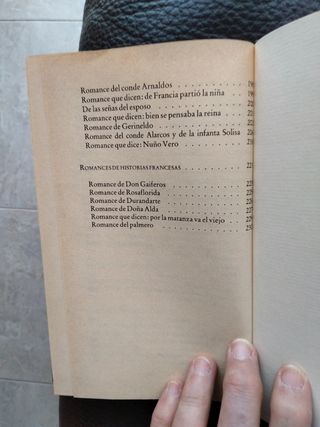 Romance del conde Arnaldos
Romance que dicen: de Francia partió la niña
De las señas del esposo
Romance que dicen: bien se pensaba la reina
Romance de Gerineldo
Romance del conde Alarcos y de la infanta Solisa
Romance que dice: Nuño Vero
ROMANCES DE HISTORIAS FRANCESAS
Romance de Don Gaiferos
Romance de Rosaflorida
Romance de Durandarte
Romance de Doña Alda
Romance que dicen: por la matanza va el viejo
Romance del palmero